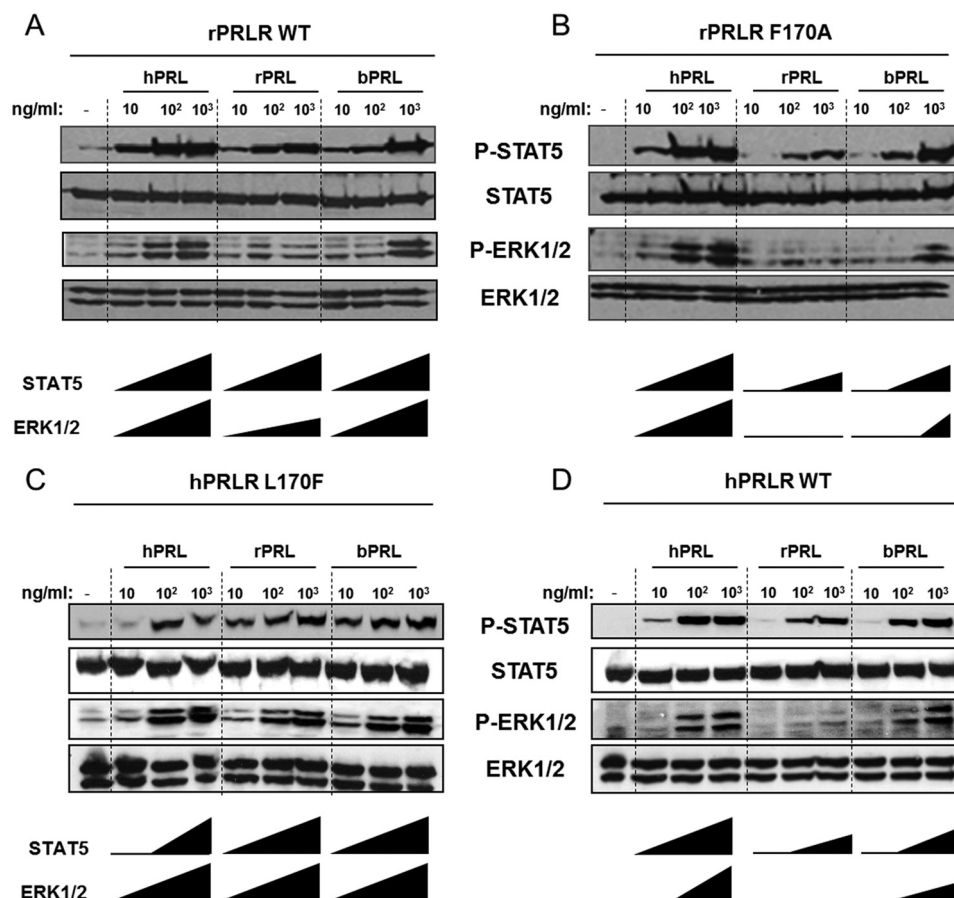 A
rPRLR WT
hPRL rPRL bPRL
ng/ml: - 10 10² 10³ 10 10² 10³ 10 10² 10³
STAT5
ERK1/2
B
rPRLR F170A
hPRL rPRL bPRL
ng/ml: - 10 10² 10³ 10 10² 10³ 10 10² 10³
P-STAT5
STAT5
P-ERK1/2
ERK1/2
C
hPRLR L170F
hPRL rPRL bPRL
ng/ml: - 10 10² 10³ 10 10² 10³ 10 10² 10³
STAT5
ERK1/2
D
hPRLR WT
hPRL rPRL bPRL
ng/ml: - 10 10² 10³ 10 10² 10³ 10 10² 10³
P-STAT5
STAT5
P-ERK1/2
ERK1/2